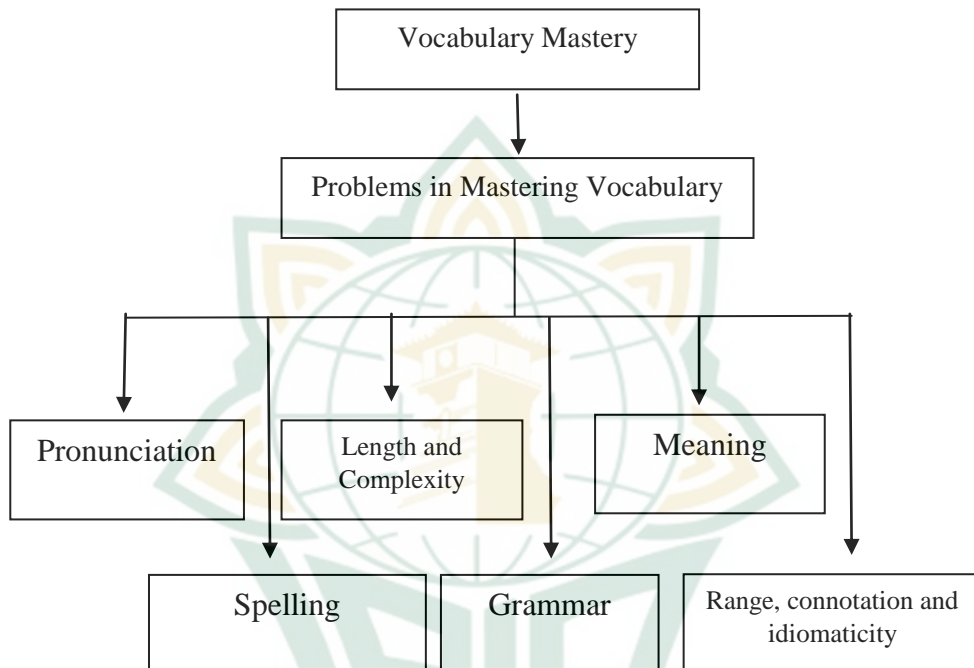 Vocabulary Mastery
Problems in Mastering Vocabulary
Pronunciation
Length and
Complexity
Meaning
Spelling
Grammar
Range, connotation and
idiomaticity